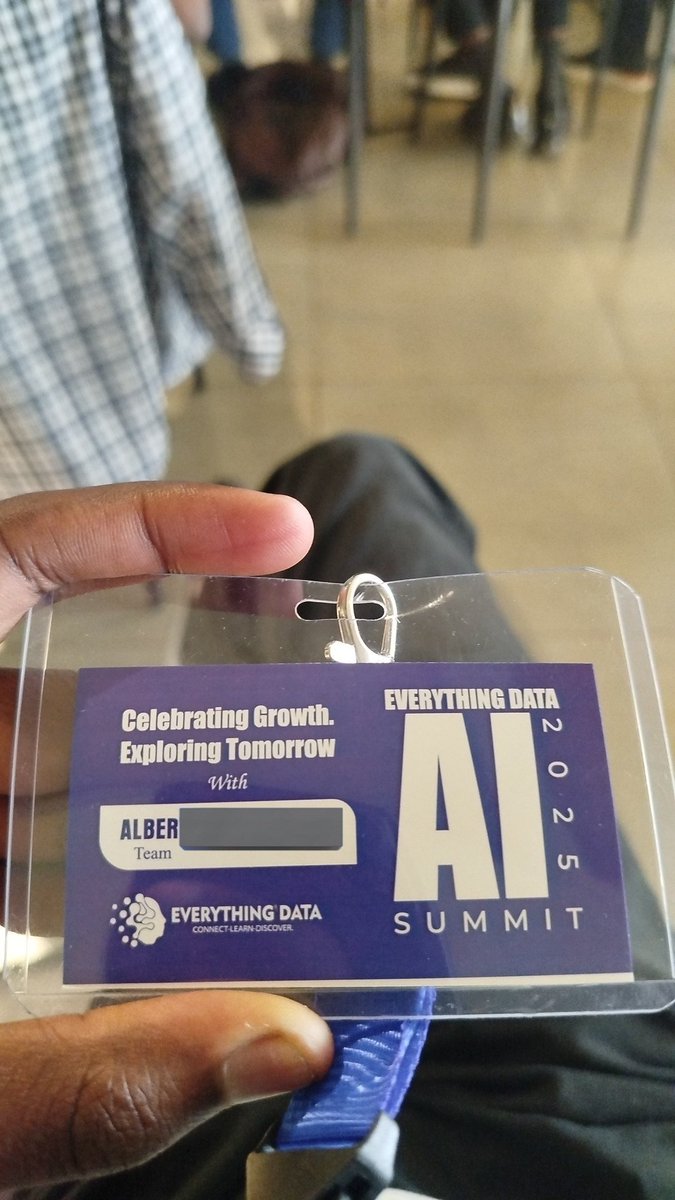 Celebrating Growth.
Exploring Tomorrow
With
ALBER
Team
EVERYTHING DATA
CONNECT-LEARN-DISCOVER.
EVERYTHING DATA
AI
2025
SUMMIT